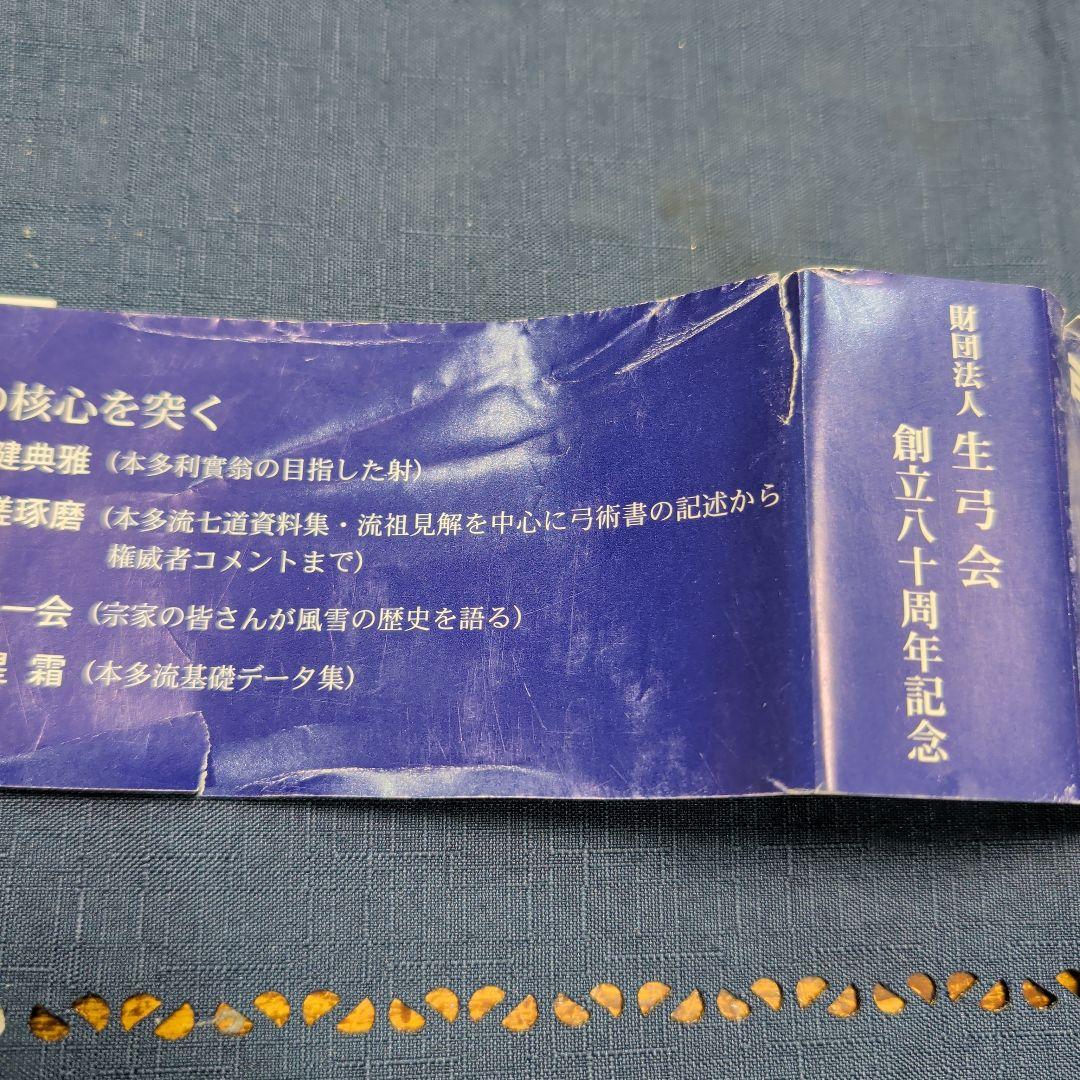 の核心を突く
健典雅（本多利實翁の目指した射）
琢磨（本多流七道資料集・流祖見解を中心に弓術書の記述から
権威者コメントまで）
一会（宗家の皆さんが風雪の歴史を語る）
星霜（本多流基礎データ集）
財団法人 生弓会
創立八十周年記念